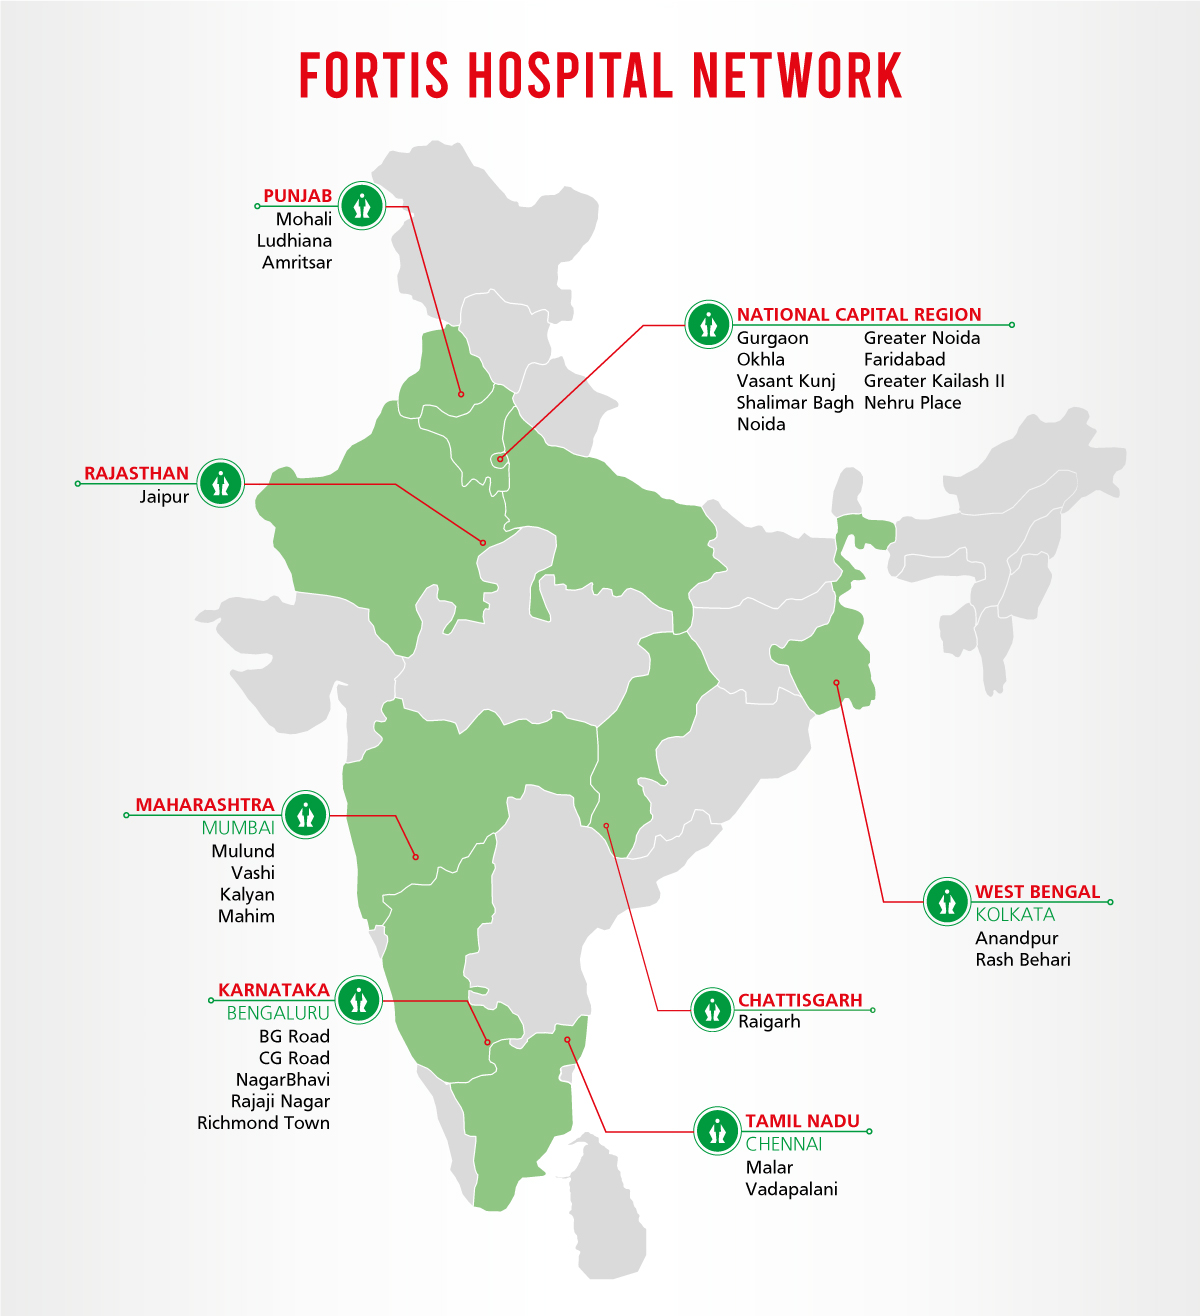 FORTIS HOSPITAL NETWORK
PUNJAB
Mohali
Ludhiana
Amritsar
NATIONAL CAPITAL REGION
Gurgaon
Okhla
Vasant Kunj
Shalimar Bagh
Noida
Greater Noida
Faridabad
Greater Kailash II
Nehru Place
RAJASTHAN
Jaipur
MAHARASHTRA
MUMBAI
Mulund
Vashi
Kalyan
Mahim
WEST BENGAL
KOLKATA
Anandpur
Rash Behari
KARNATAKA
BENGALURU
BG Road
CG Road
NagarBhavi
Rajaji Nagar
Richmond Town
CHATTISGARH
Raigarh
TAMIL NADU
CHENNAI
Malar
Vadapalani